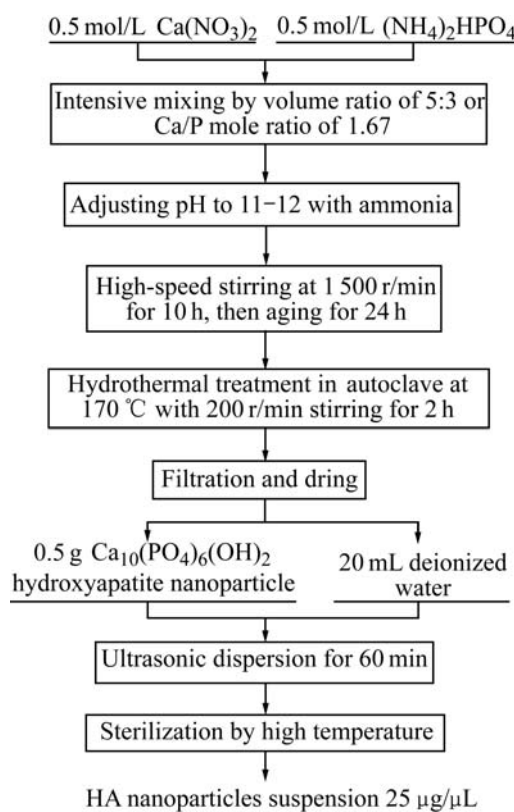 0.5 mol/L Ca(NO3)2 0.5 mol/L (NH4)2HPO4
Intensive mixing by volume ratio of 5:3 or
Ca/P mole ratio of 1.67
Adjusting pH to 11-12 with ammonia
High-speed stirring at 1 500 r/min
for 10 h, then aging for 24 h
Hydrothermal treatment in autoclave at
170 ℃ with 200 r/min stirring for 2 h
Filtration and dring
0.5 g Ca10(PO4)6(OH)2
hydroxyapatite nanoparticle
20 mL deionized
water
Ultrasonic dispersion for 60 min
Sterilization by high temperature
HA nanoparticles suspension 25 μg/μL